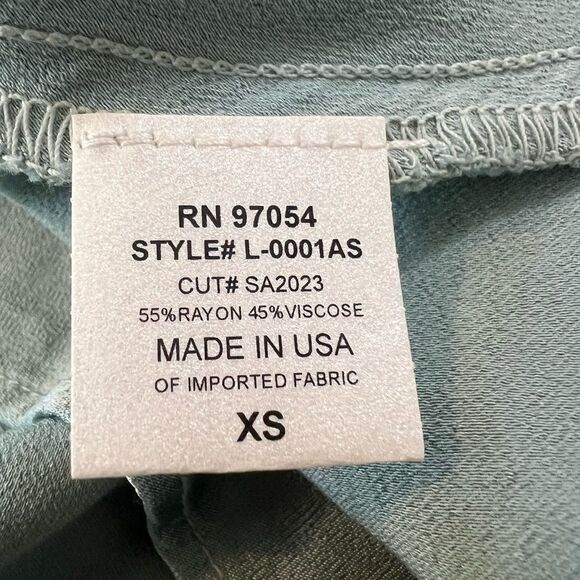 RN 97054
STYLE# L-0001AS
CUT# SA2023
55%RAYON 45%VISCOSE
MADE IN USA
OF IMPORTED FABRIC
XS